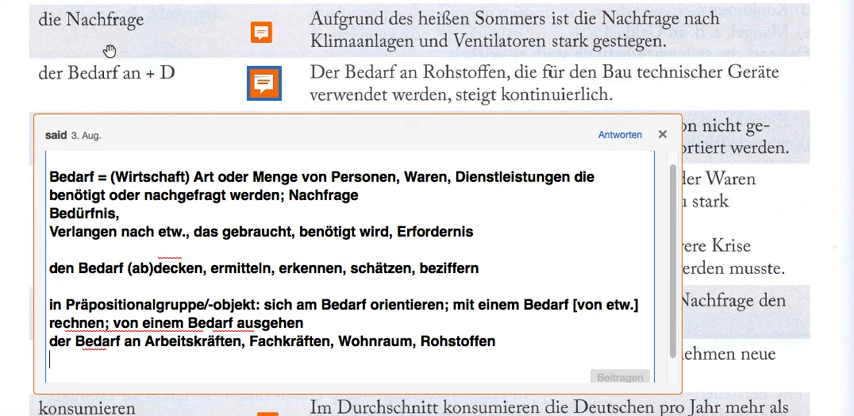 die Nachfrage
Aufgrund des heißen Sommers ist die Nachfrage nach
Klimaanlagen und Ventilatoren stark gestiegen.
der Bedarf an + D
Der Bedarf an Rohstoffen, die für den Bau technischer Geräte
verwendet werden, steigt kontinuierlich.
on nicht ge-
ortiert werden.
der Waren
stark
ere Krise
erden musste.
Nachfrage den
ehmen neue
said 3. Aug.
Antworten
Bedarf = (Wirtschaft) Art oder Menge von Personen, Waren, Dienstleistungen die
benötigt oder nachgefragt werden; Nachfrage
Bedürfnis,
Verlangen nach etw., das gebraucht, benötigt wird, Erfordernis
den Bedarf (ab)decken, ermitteln, erkennen, schätzen, beziffern
in Präpositionalgruppe/-objekt: sich am Bedarf orientieren; mit einem Bedarf [von etw.]
rechnen; von einem Bedarf ausgehen
der Bedarf an Arbeitskräften, Fachkräften, Wohnraum, Rohstoffen
Beitragen
konsumieren
Im Durchschnitt konsumieren die Deutschen pro Jahr mehr als